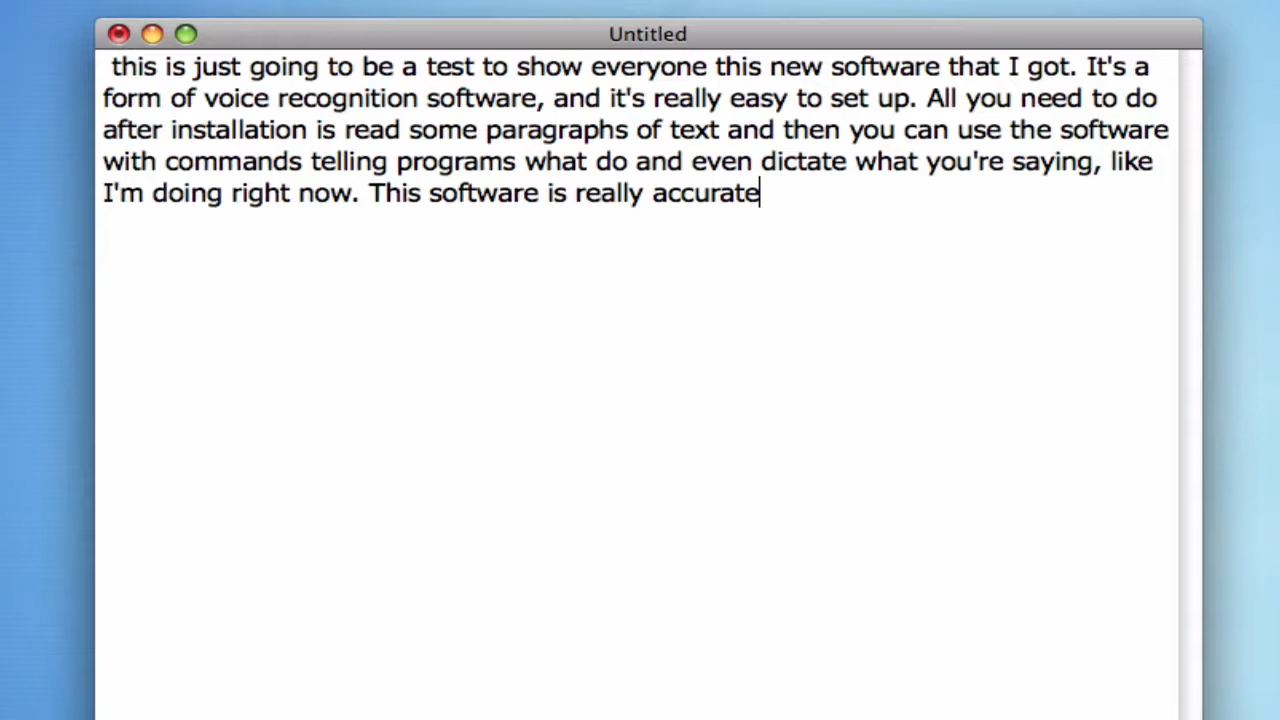 Untitled
this is just going to be a test to show everyone this new software that I got. It's a
form of voice recognition software, and it's really easy to set up. All you need to do
after installation is read some paragraphs of text and then you can use the software
with commands telling programs what do and even dictate what you're saying, like
I'm doing right now. This software is really accurate